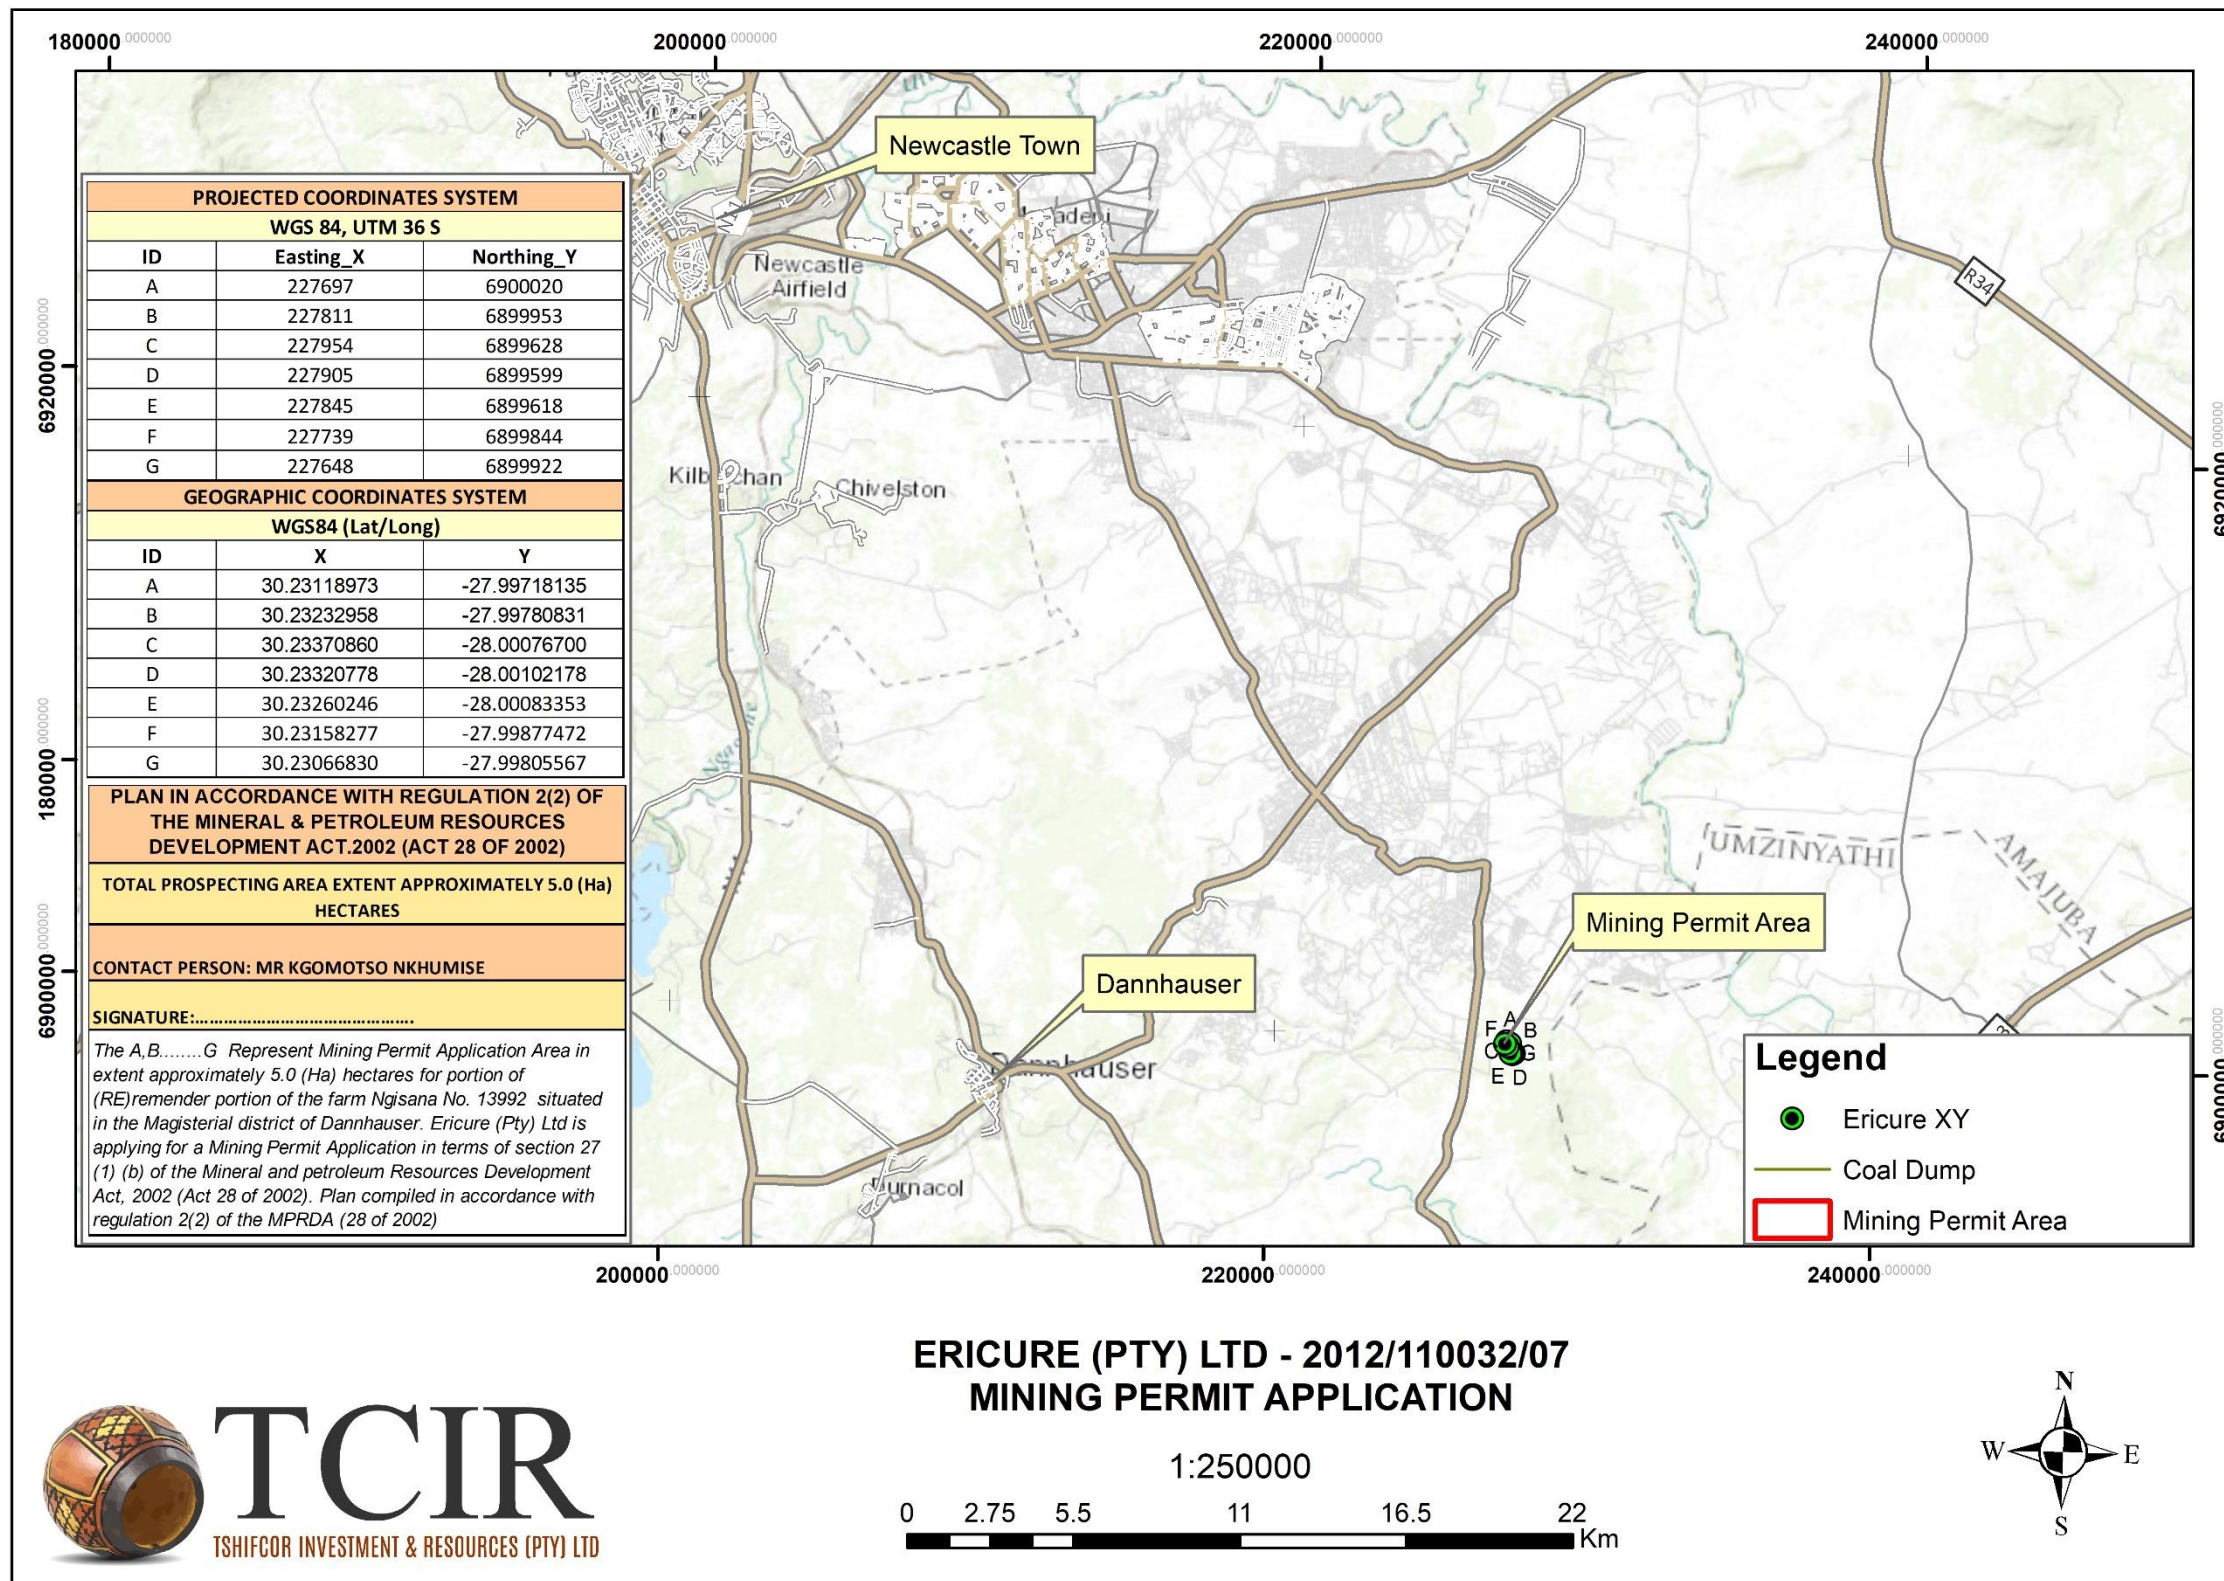 180000.000000 200000.000000 220000.000000 240000.000000
6920000.000000
180000.000000
6900000.000000
PROJECTED COORDINATES SYSTEM
WGS 84, UTM 36 S
ID Easting_X Northing_Y
A 227697 6900020
B 227811 6899953
C 227954 6899628
D 227905 6899599
E 227845 6899618
F 227739 6899844
G 227648 6899922
GEOGRAPHIC COORDINATES SYSTEM
WGS84 (Lat/Long)
ID X Y
A 30.23118973 -27.99718135
B 30.23232958 -27.99780831
C 30.23370860 -28.00076700
D 30.23320778 -28.00102178
E 30.23260246 -28.00083353
F 30.23158277 -27.99877472
G 30.23066830 -27.99805567
PLAN IN ACCORDANCE WITH REGULATION 2(2) OF
THE MINERAL & PETROLEUM RESOURCES
DEVELOPMENT ACT.2002 (ACT 28 OF 2002)
TOTAL PROSPECTING AREA EXTENT APPROXIMATELY 5.0 (Ha)
HECTARES
CONTACT PERSON: MR KGOMOTSO NKHUMISE
SIGNATURE:..........................................
The A,B........G Represent Mining Permit Application Area in
extent approximately 5.0 (Ha) hectares for portion of
(RE)remender portion of the farm Ngisana No. 13992 situated
in the Magisterial district of Dannhauser. Ericure (Pty) Ltd is
applying for a Mining Permit Application in terms of section 27
(1) (b) of the Mineral and petroleum Resources Development
Act, 2002 (Act 28 of 2002). Plan compiled in accordance with
regulation 2(2) of the MPRDA (28 of 2002)
Newcastle Town
Newcastle
Airfield
R34
Chivelston
UMZINYATHI
AMAJUBA
Mining Permit Area
Dannhauser
F A B
C G
E D
Dannhauser
Durnacol
6920000.000000
6900000.000000
Legend
Ericure XY
Coal Dump
Mining Permit Area
200000.000000 220000.000000 240000.000000
ERICURE (PTY) LTD - 2012/110032/07
MINING PERMIT APPLICATION
1:250000
0 2.75 5.5 11 16.5 22
Km
TCIR
TSHIFCOR INVESTMENT & RESOURCES (PTY) LTD
N
W E
S